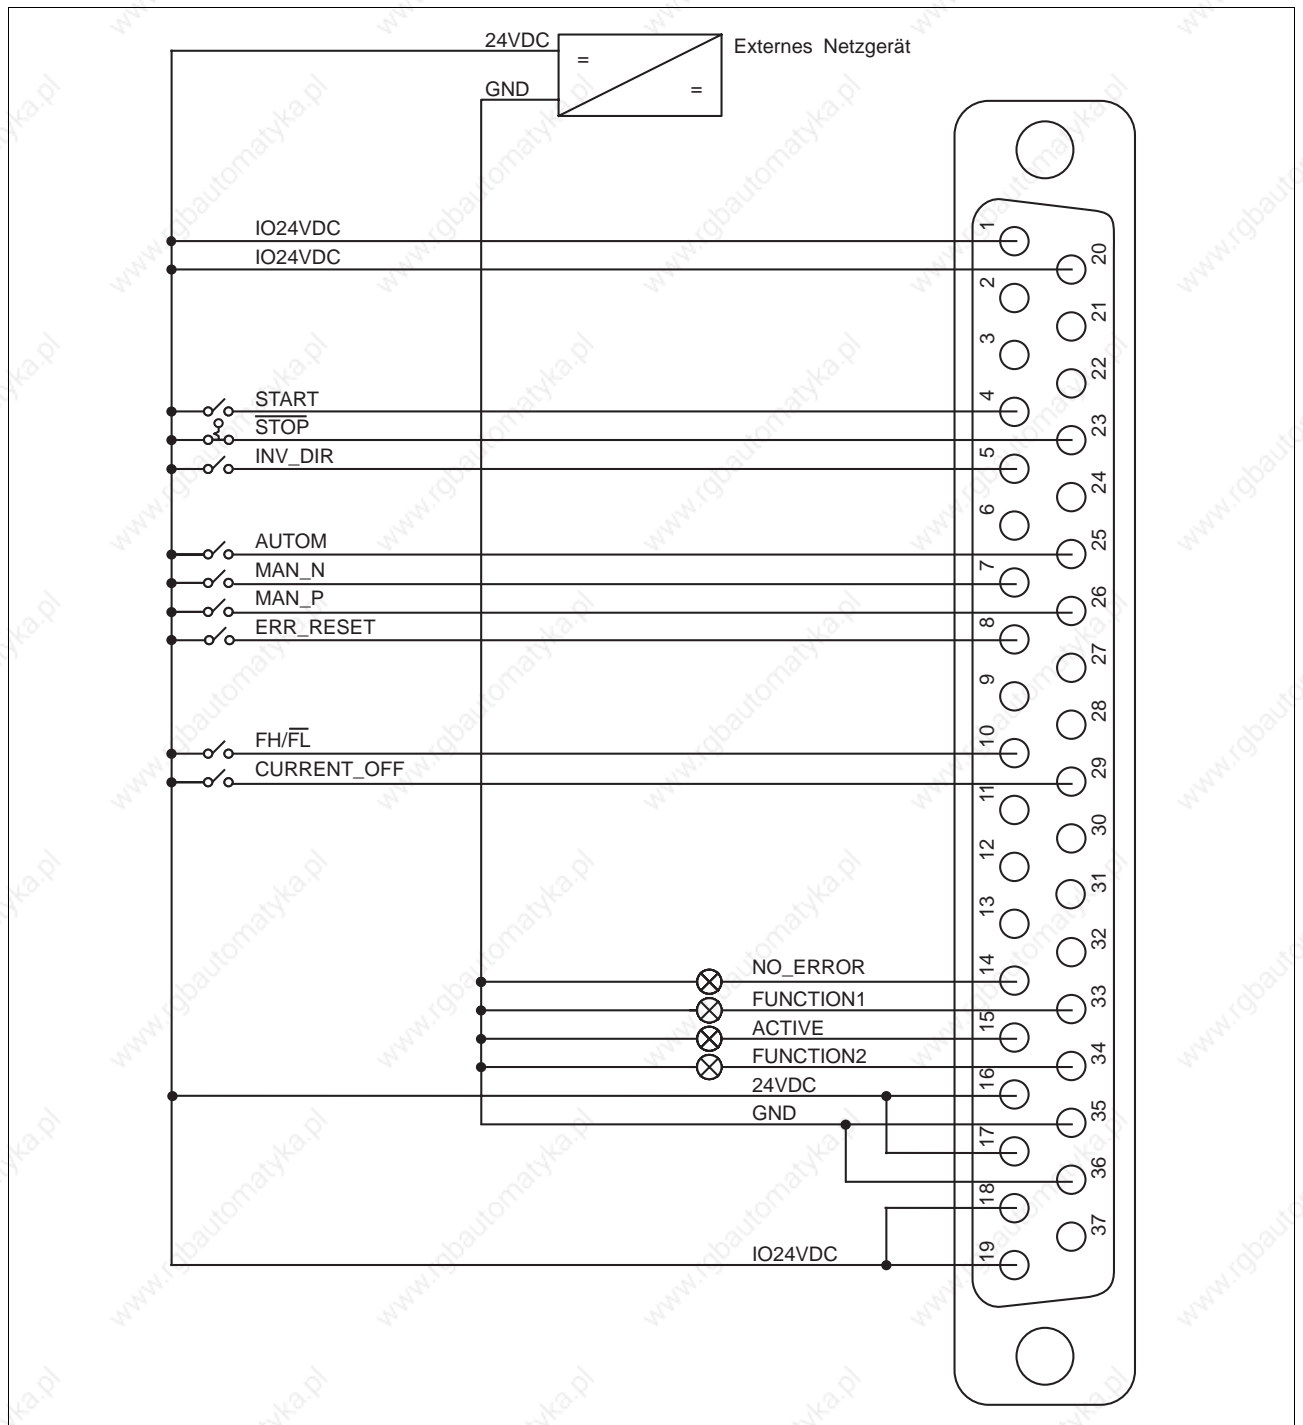 24VDC
Externes Netzgerät
=
=
GND
IO24VDC
IO24VDC
START
STOP
INV_DIR
AUTOM
MAN_N
MAN_P
ERR_RESET
FH/FL
CURRENT_OFF
NO_ERROR
FUNCTION1
ACTIVE
FUNCTION2
24VDC
GND
IO24VDC
1
20
2
21
3
22
4
23
5
24
6
25
7
26
8
27
9
28
10
29
11
30
12
31
13
32
14
33
15
34
16
35
17
36
18
37
19
www.rgbautomatyka.pl